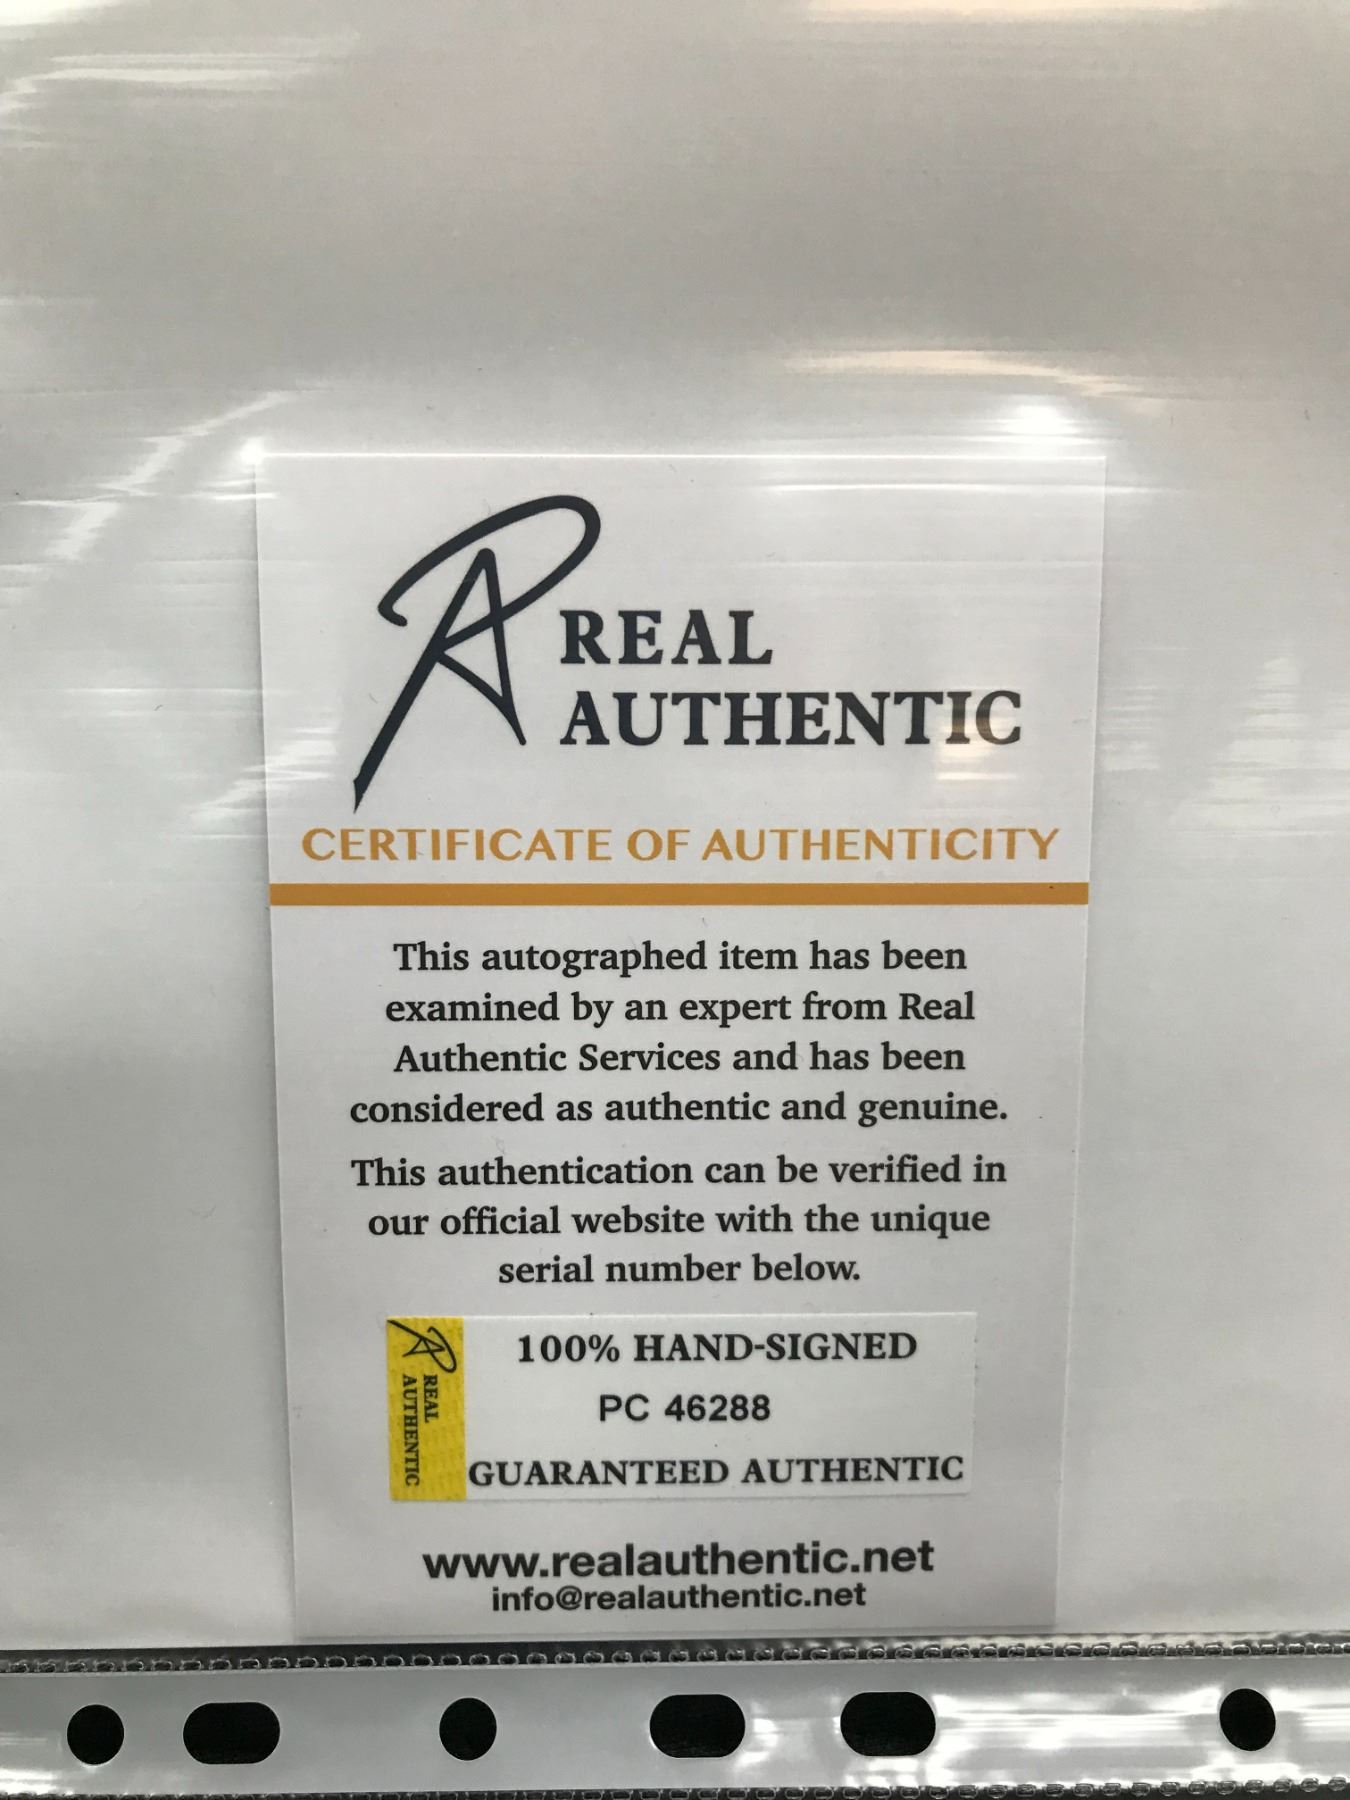 REAL
AUTHENTIC
CERTIFICATE OF AUTHENTICITY
This autographed item has been
examined by an expert from Real
Authentic Services and has been
considered as authentic and genuine.
This authentication can be verified in
our official website with the unique
serial number below.
REAL
AUTHENTIC
100% HAND-SIGNED
PC 46288
GUARANTEED AUTHENTIC
www.realauthentic.net
info@realauthentic.net